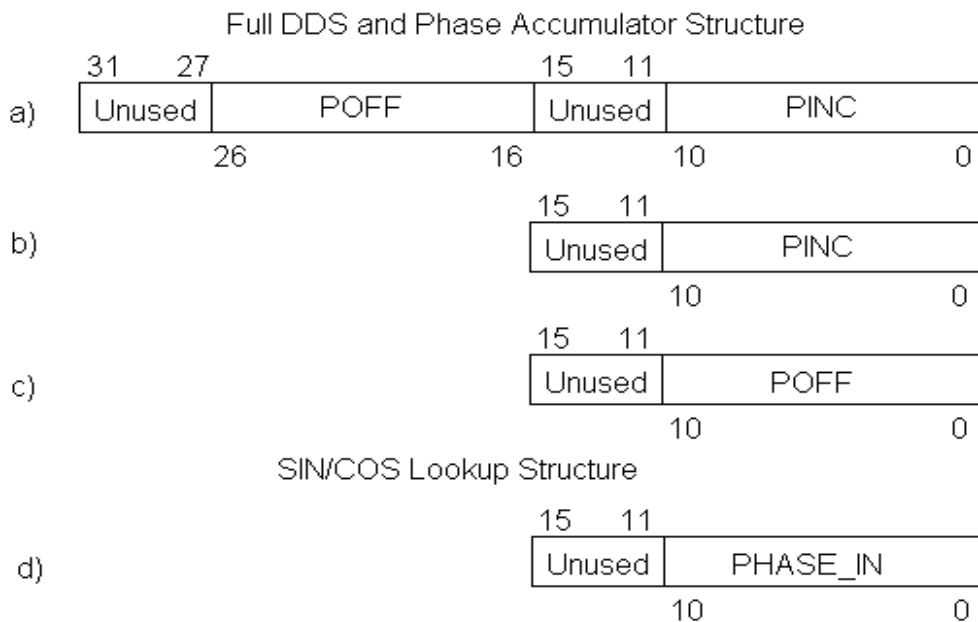 Full DDS and Phase Accumulator Structure
31 27 15 11
a) Unused POFF Unused PINC
26 16 10 0
15 11
b) Unused PINC
10 0
15 11
c) Unused POFF
10 0
SIN/COS Lookup Structure
15 11
d) Unused PHASE_IN
10 0